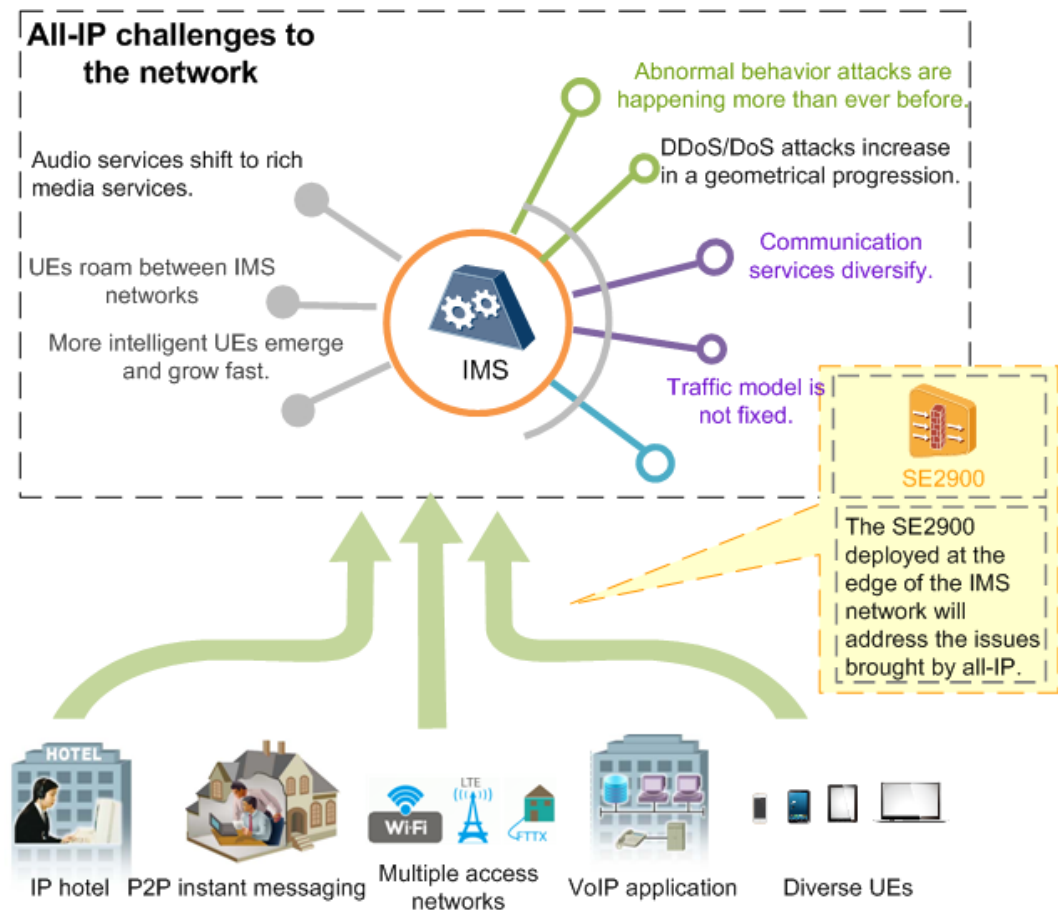 All-IP challenges to
the network
Abnormal behavior attacks are
happening more than ever before.
Audio services shift to rich
media services.
DDoS/DoS attacks increase
in a geometrical progression.
UEs roam between IMS
networks
Communication
services diversify.
More intelligent UEs emerge
and grow fast.
IMS
Traffic model is
not fixed.
SE2900
The SE2900
deployed at the
edge of the IMS
network will
address the issues
brought by all-IP.
HOTEL
LTE
Wi-Fi
FTTX
IP hotel
P2P instant messaging
Multiple access
networks
VoIP application
Diverse UEs